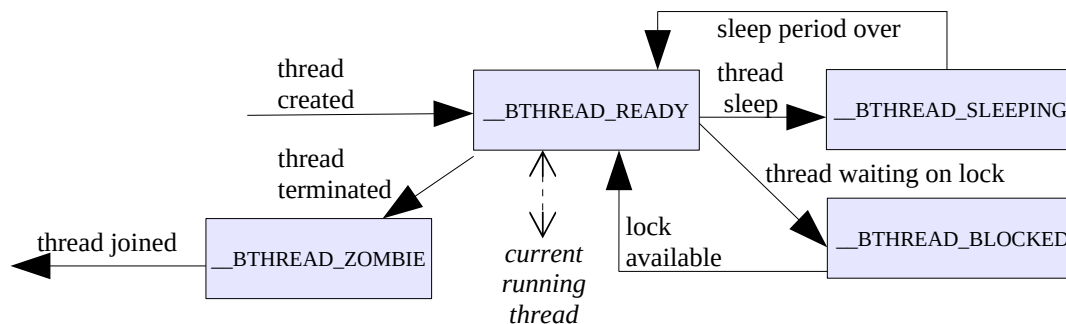 sleep period over
thread
created
__BTHREAD_READY
thread
sleep
__BTHREAD_SLEEPING
thread
terminated
thread waiting on lock
thread joined
__BTHREAD_ZOMBIE
current
running
thread
lock
available
__BTHREAD_BLOCKED